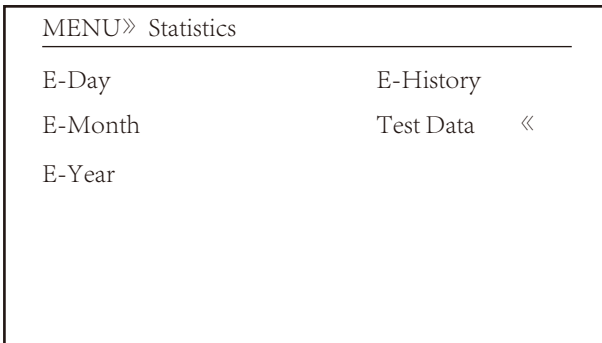 MENU» Statistics
E-Day E-History
E-Month Test Data «
E-Year